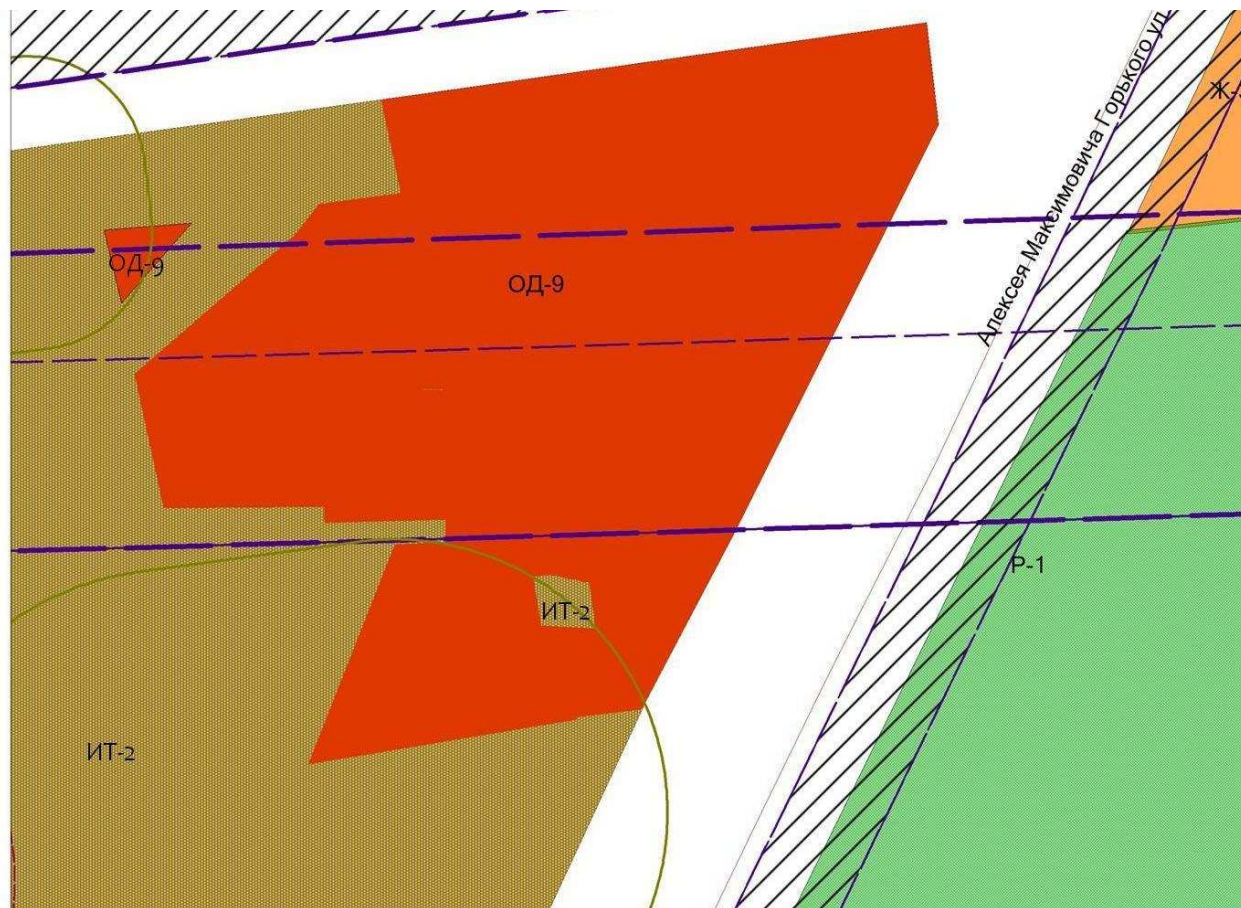 Ж-
ОД-9
ОД-9
Алексея Максимовича Горького ул.
Р-1
ИТ-2
ИТ-2